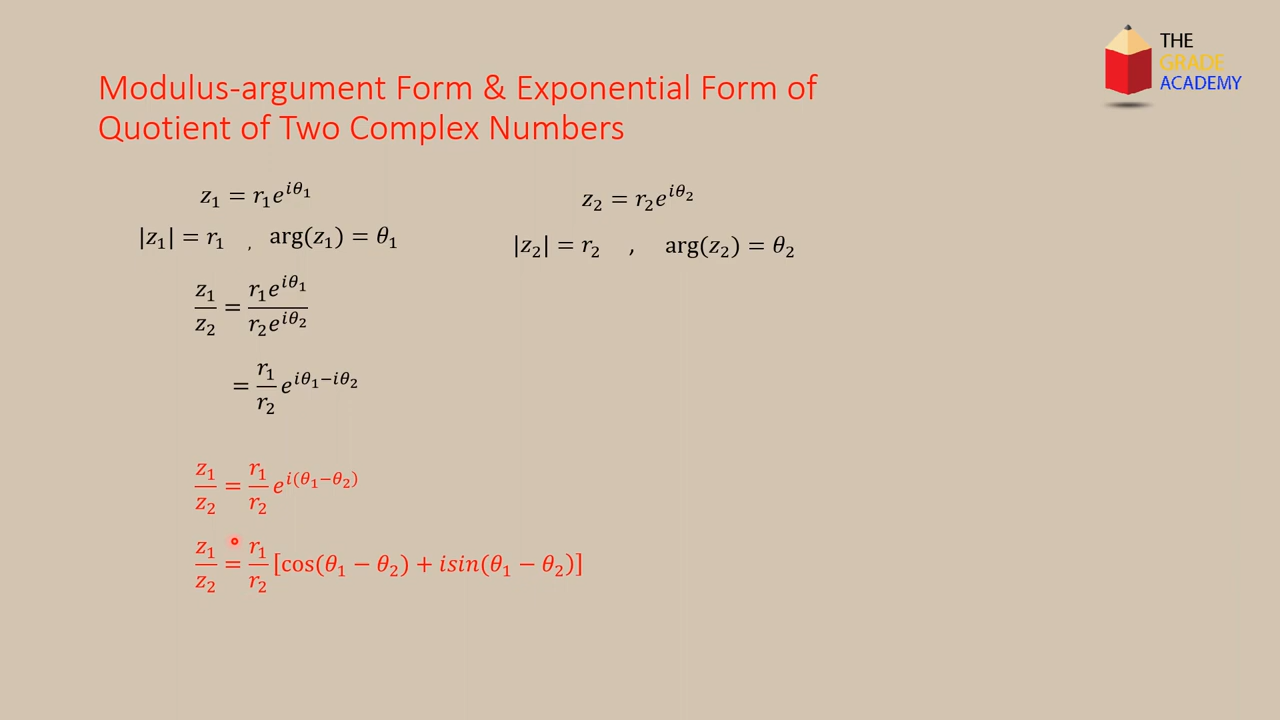 THE
GRADE
ACADEMY
Modulus-argument Form & Exponential Form of
Quotient of Two Complex Numbers
z₁ = r₁e^{iθ₁}
z₂ = r₂e^{iθ₂}
|z₁| = r₁ , arg(z₁) = θ₁
|z₂| = r₂ , arg(z₂) = θ₂
z₁/z₂ = r₁e^{iθ₁}/r₂e^{iθ₂}
= r₁/r₂ e^{iθ₁−iθ₂}
z₁/z₂ = r₁/r₂ e^{i(θ₁−θ₂)}
z₁/z₂ = r₁/r₂ [cos(θ₁ − θ₂) + isin(θ₁ − θ₂)]